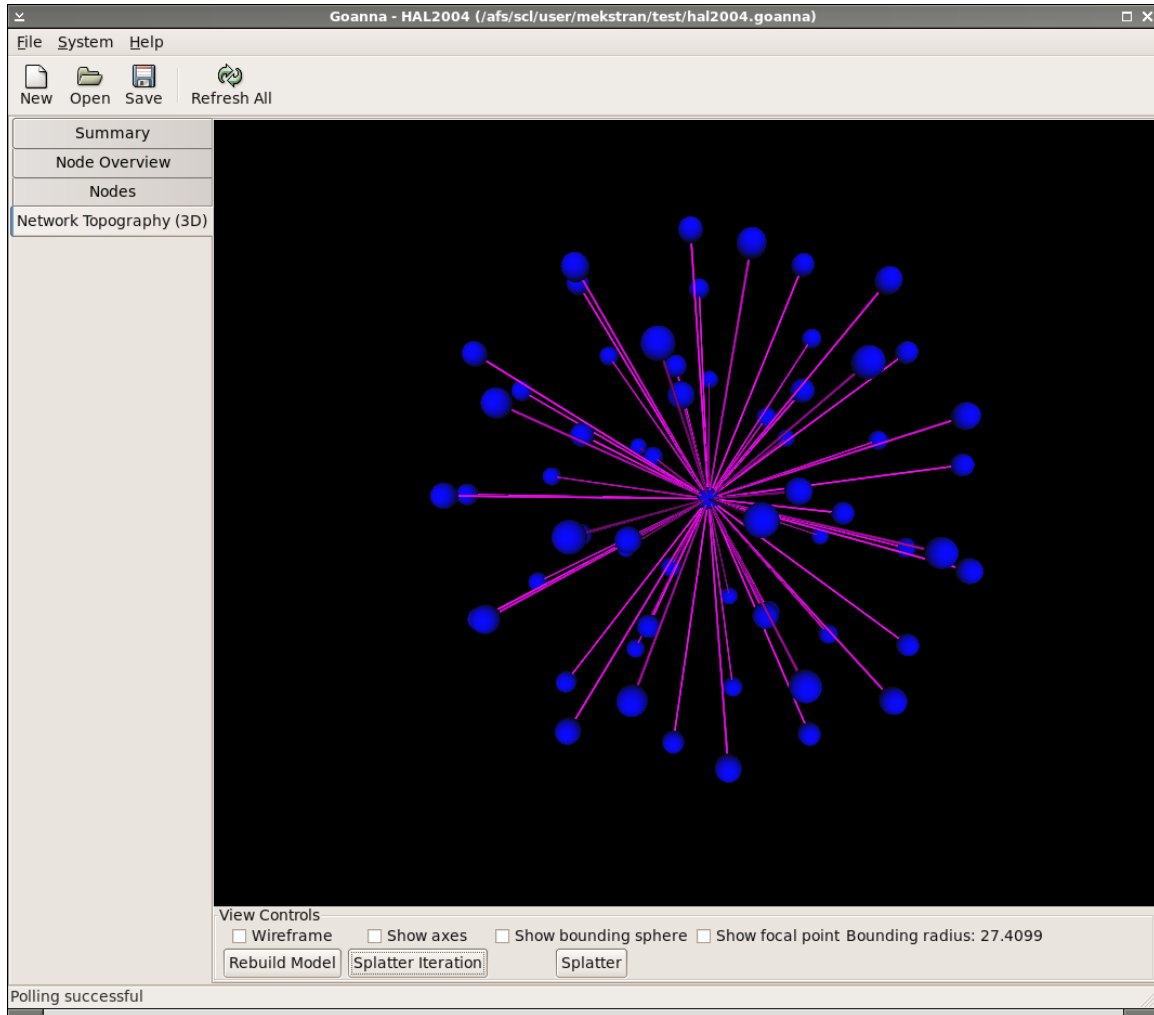 Goanna - HAL2004 (/afs/scl/user/mekstran/test/hal2004.goanna)
File System Help
New Open Save Refresh All
Summary
Node Overview
Nodes
Network Topography (3D)
View Controls
Wireframe Show axes Show bounding sphere Show focal point Bounding radius: 27.4099
Rebuild Model Splatter Iteration Splatter
Polling successful